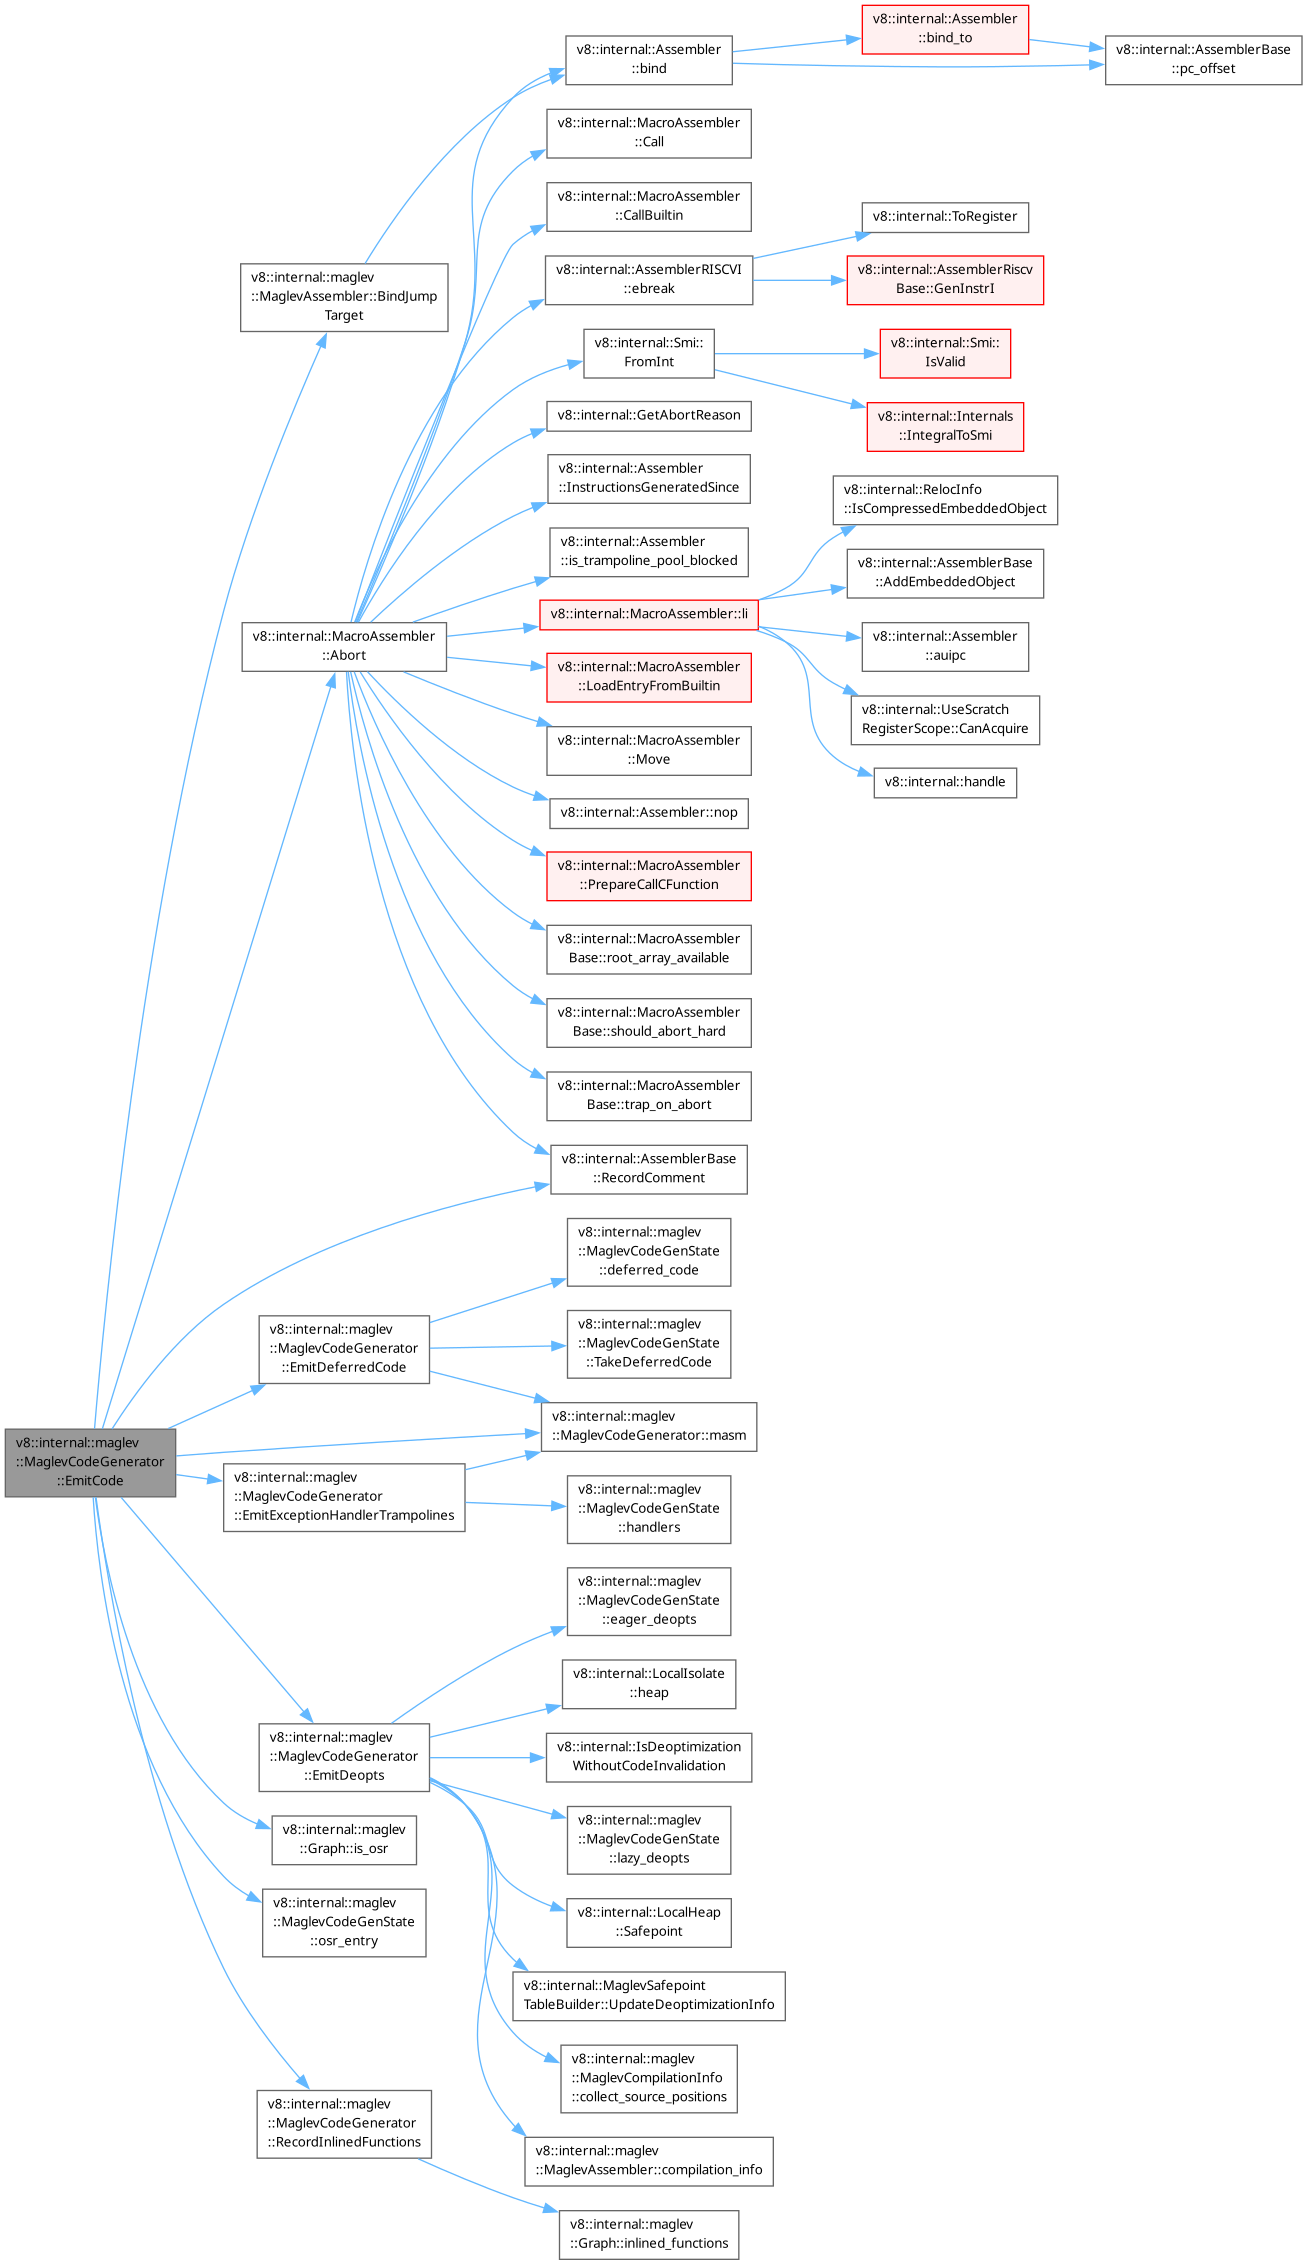 v8::internal::Assembler
::bind
v8::internal::Assembler
::bind_to
v8::internal::AssemblerBase
::pc_offset
v8::internal::MacroAssembler
::Call
v8::internal::MacroAssembler
::CallBuiltin
v8::internal::ToRegister
v8::internal::maglev
::MaglevAssembler::BindJump
Target
v8::internal::AssemblerRISCVI
::ebreak
v8::internal::AssemblerRiscv
Base::GenInstrI
v8::internal::Smi::
FromInt
v8::internal::Smi::
IsValid
v8::internal::GetAbortReason
v8::internal::Internals
::IntegralToSmi
v8::internal::Assembler
::InstructionsGeneratedSince
v8::internal::RelocInfo
::IsCompressedEmbeddedObject
v8::internal::Assembler
::is_trampoline_pool_blocked
v8::internal::AssemblerBase
::AddEmbeddedObject
v8::internal::MacroAssembler::li
v8::internal::MacroAssembler
::Abort
v8::internal::Assembler
::auipc
v8::internal::MacroAssembler
::LoadEntryFromBuiltin
v8::internal::UseScratch
RegisterScope::CanAcquire
v8::internal::MacroAssembler
::Move
v8::internal::handle
v8::internal::Assembler::nop
v8::internal::MacroAssembler
::PrepareCallCFunction
v8::internal::MacroAssembler
Base::root_array_available
v8::internal::MacroAssembler
Base::should_abort_hard
v8::internal::MacroAssembler
Base::trap_on_abort
v8::internal::AssemblerBase
::RecordComment
v8::internal::maglev
::MaglevCodeGenState
::deferred_code
v8::internal::maglev
::MaglevCodeGenerator
::EmitDeferredCode
v8::internal::maglev
::MaglevCodeGenState
::TakeDeferredCode
v8::internal::maglev
::MaglevCodeGenerator::masm
v8::internal::maglev
::MaglevCodeGenerator
::EmitCode
v8::internal::maglev
::MaglevCodeGenerator
::EmitExceptionHandlerTrampolines
v8::internal::maglev
::MaglevCodeGenState
::handlers
v8::internal::maglev
::MaglevCodeGenState
::eager_deopts
v8::internal::LocalIsolate
::heap
v8::internal::maglev
::MaglevCodeGenerator
::EmitDeopts
v8::internal::IsDeoptimization
WithoutCodeInvalidation
v8::internal::maglev
::Graph::is_osr
v8::internal::maglev
::MaglevCodeGenState
::lazy_deopts
v8::internal::maglev
::MaglevCodeGenState
::osr_entry
v8::internal::LocalHeap
::Safepoint
v8::internal::MaglevSafepoint
TableBuilder::UpdateDeoptimizationInfo
v8::internal::maglev
::MaglevCompilationInfo
::collect_source_positions
v8::internal::maglev
::MaglevCodeGenerator
::RecordInlinedFunctions
v8::internal::maglev
::MaglevAssembler::compilation_info
v8::internal::maglev
::Graph::inlined_functions